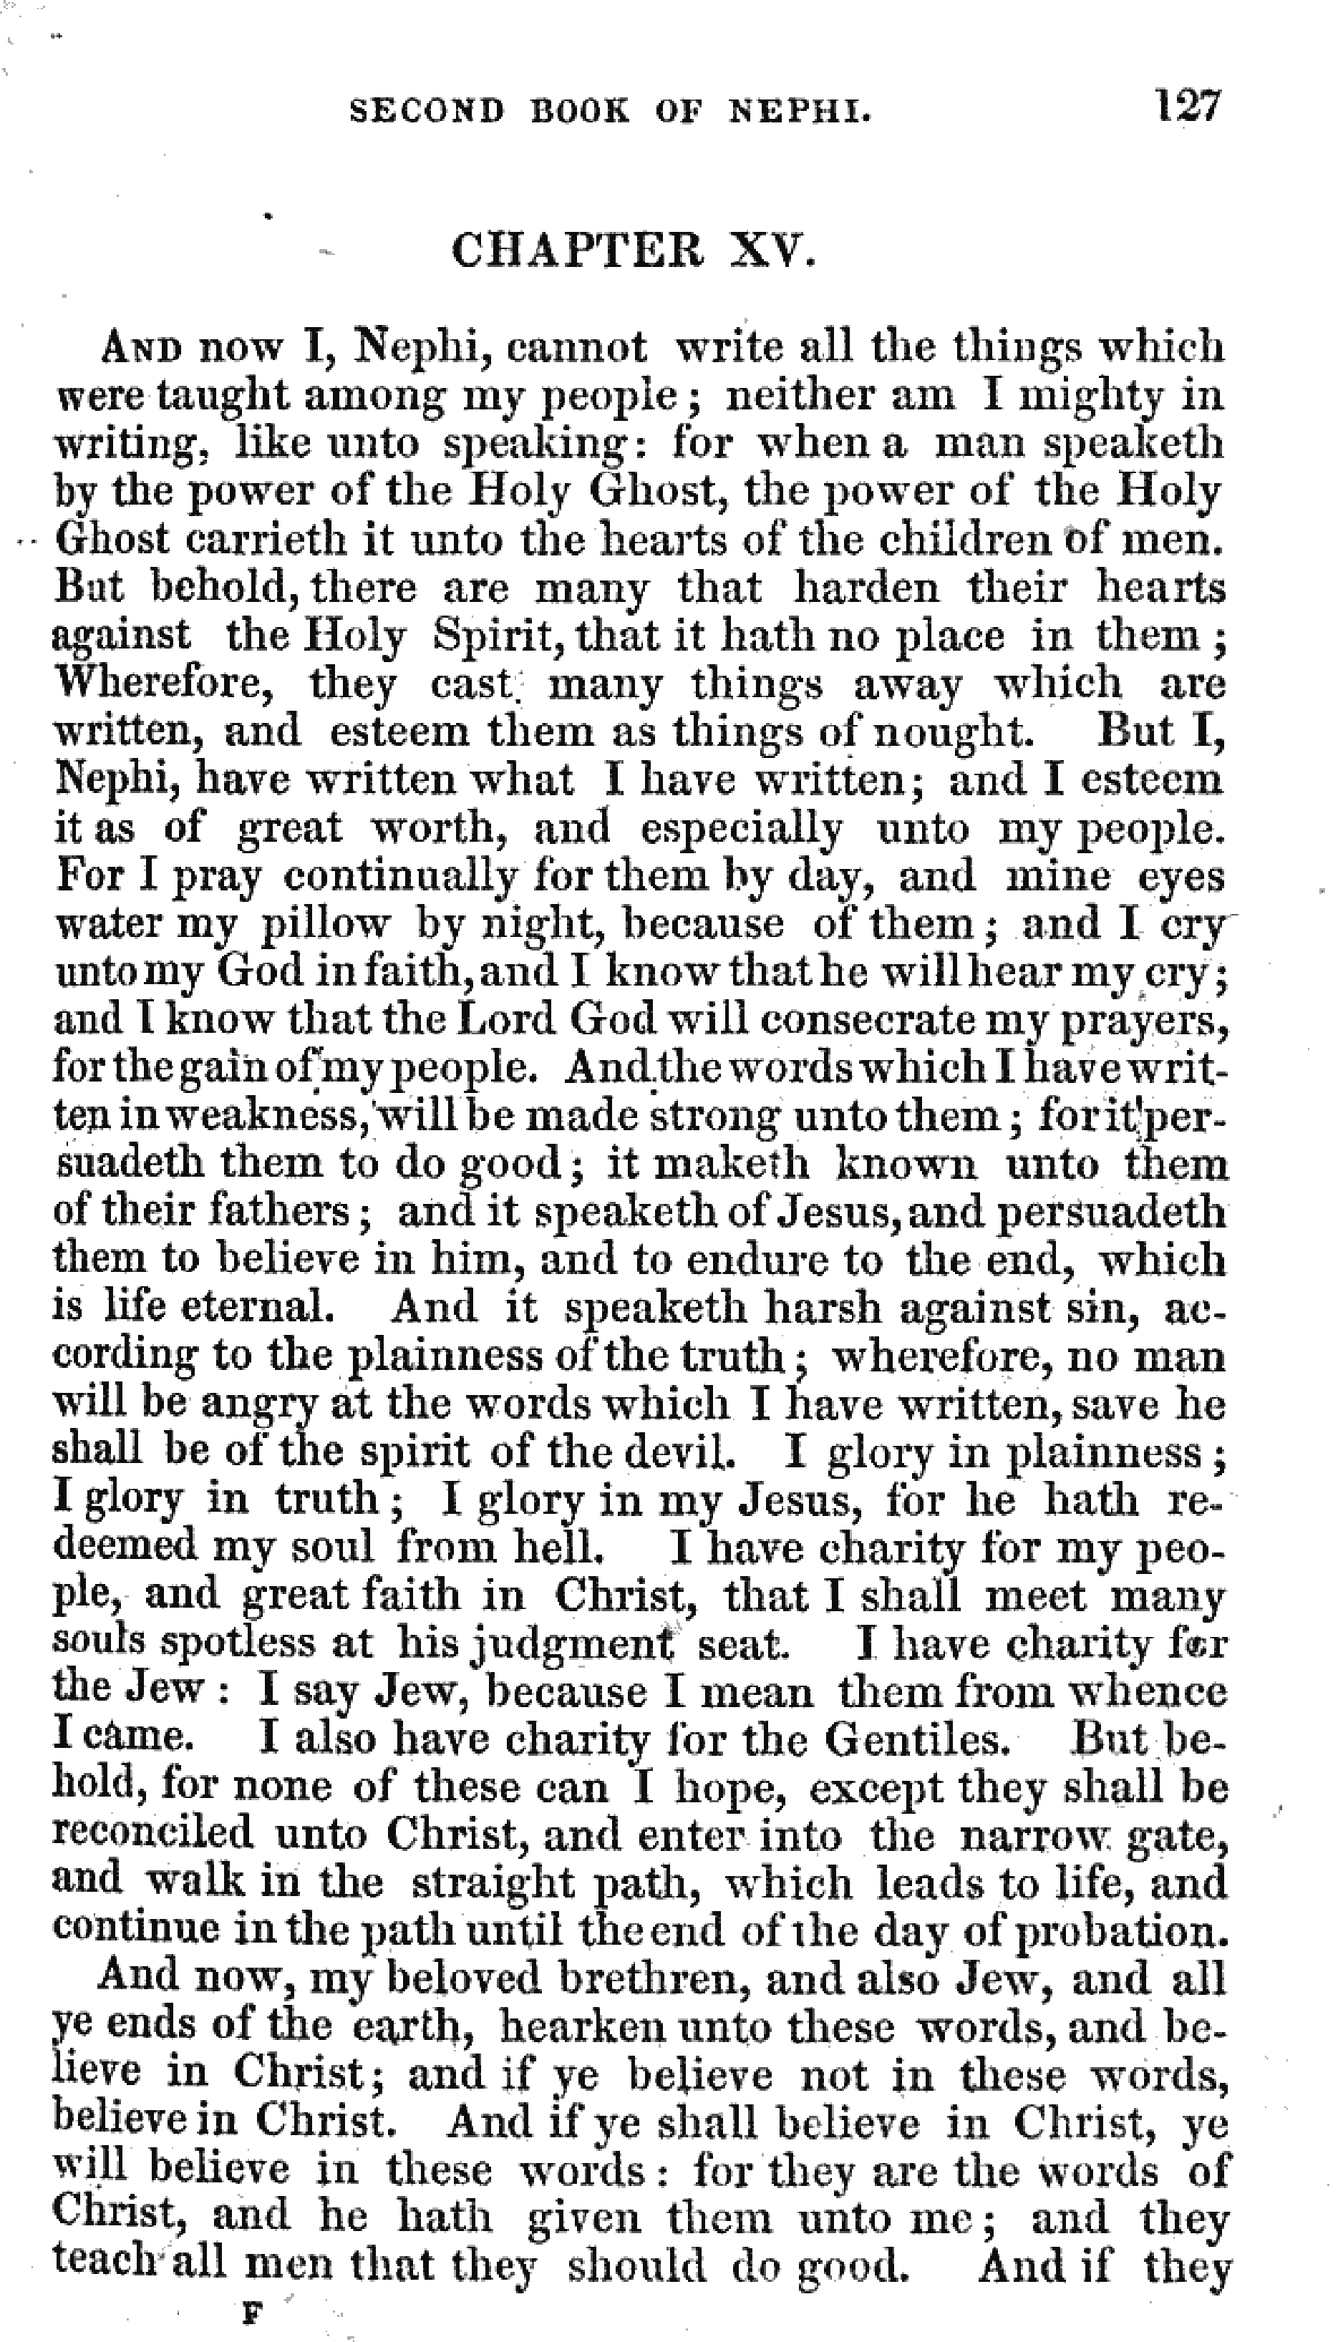 SECOND BOOK OF NEPHI. 127
CHAPTER XV.
AND now I, Nephi, cannot write all the things which
were taught among my people; neither am I mighty in
writing, like unto speaking: for when a man speaketh
by the power of the Holy Ghost, the power of the Holy
Ghost carrieth it unto the hearts of the children of men.
But behold, there are many that harden their hearts
against the Holy Spirit, that it hath no place in them;
Wherefore, they cast many things away which are
written, and esteem them as things of nought. But I,
Nephi, have written what I have written; and I esteem
it as of great worth, and especially unto my people.
For I pray continually for them by day, and mine eyes
water my pillow by night, because of them; and I cry
unto my God in faith, and I know that he will hear my cry;
and I know that the Lord God will consecrate my prayers,
for the gain of my people. And the words which I have writ-
ten in weakness, will be made strong unto them; for it per-
suadeth them to do good; it maketh known unto them
of their fathers; and it speaketh of Jesus, and persuadeth
them to believe in him, and to endure to the end, which
is life eternal. And it speaketh harsh against sin, ac-
cording to the plainness of the truth; wherefore, no man
will be angry at the words which I have written, save he
shall be of the spirit of the devil. I glory in plainness;
I glory in truth; I glory in my Jesus, for he hath re-
deemed my soul from hell. I have charity for my peo-
ple, and great faith in Christ, that I shall meet many
souls spotless at his judgment seat. I have charity for
the Jew: I say Jew, because I mean them from whence
I came. I also have charity for the Gentiles. But be-
hold, for none of these can I hope, except they shall be
reconciled unto Christ, and enter into the narrow gate,
and walk in the straight path, which leads to life, and
continue in the path until the end of the day of probation.
And now, my beloved brethren, and also Jew, and all
ye ends of the earth, hearken unto these words, and be-
lieve in Christ; and if ye believe not in these words,
believe in Christ. And if ye shall believe in Christ, ye
will believe in these words: for they are the words of
Christ, and he hath given them unto me; and they
teach all men that they should do good. And if they
F